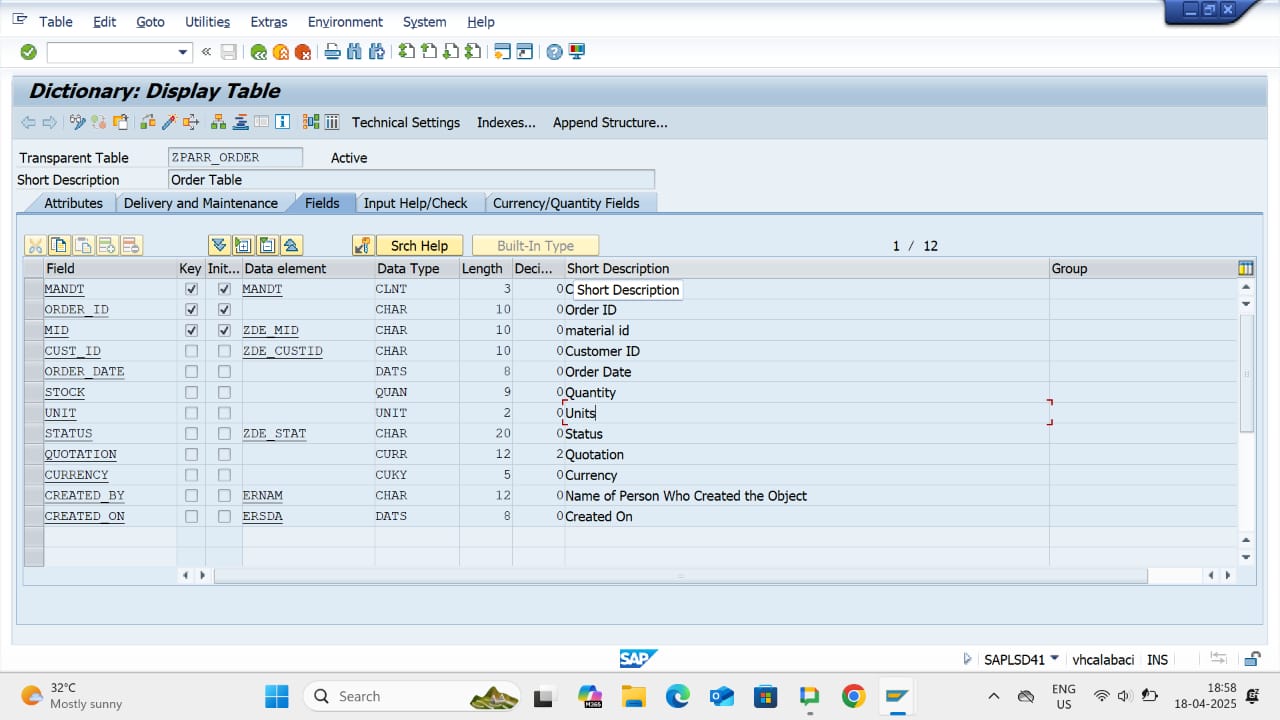 Table Edit Goto Utilities Extras Environment System Help
Dictionary: Display Table
Technical Settings Indexes... Append Structure...
Transparent Table ZPARR_ORDER Active
Short Description Order Table
Attributes Delivery and Maintenance Fields Input Help/Check Currency/Quantity Fields
Srch Help Built-In Type 1 / 12
Field Key Init... Data element Data Type Length Deci... Short Description Group
MANDT MANDT CLNT 3 0 C Short Description
ORDER_ID CHAR 10 0 Order ID
MID ZDE_MID CHAR 10 0 material id
CUST_ID ZDE_CUSTID CHAR 10 0 Customer ID
ORDER_DATE DATS 8 0 Order Date
STOCK QUAN 9 0 Quantity
UNIT UNIT 2 0 Units
STATUS ZDE_STAT CHAR 20 0 Status
QUOTATION CURR 12 2 Quotation
CURRENCY CUKY 5 0 Currency
CREATED_BY ERNAM CHAR 12 0 Name of Person Who Created the Object
CREATED_ON ERSDA DATS 8 0 Created On
SAP SAPLSD41 vhcalabaci INS
32°C
Mostly sunny
Search
M365
ENG
US
18:58
18-04-2025